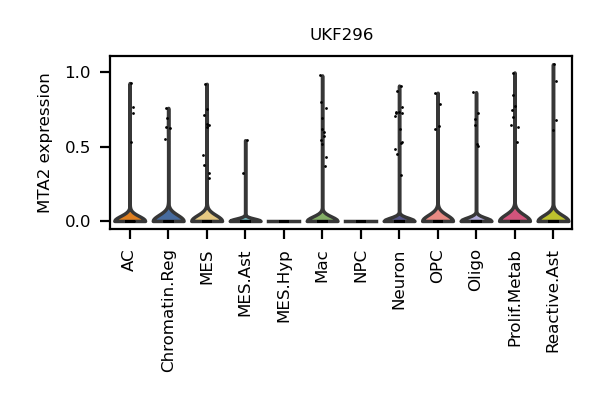 UKF296
MTA2 expression
1.0
0.5
0.0
AC
Chromatin.Reg
MES
MES.Ast
MES.Hyp
Mac
NPC
Neuron
OPC
Oligo
Prolif.Metab
Reactive.Ast